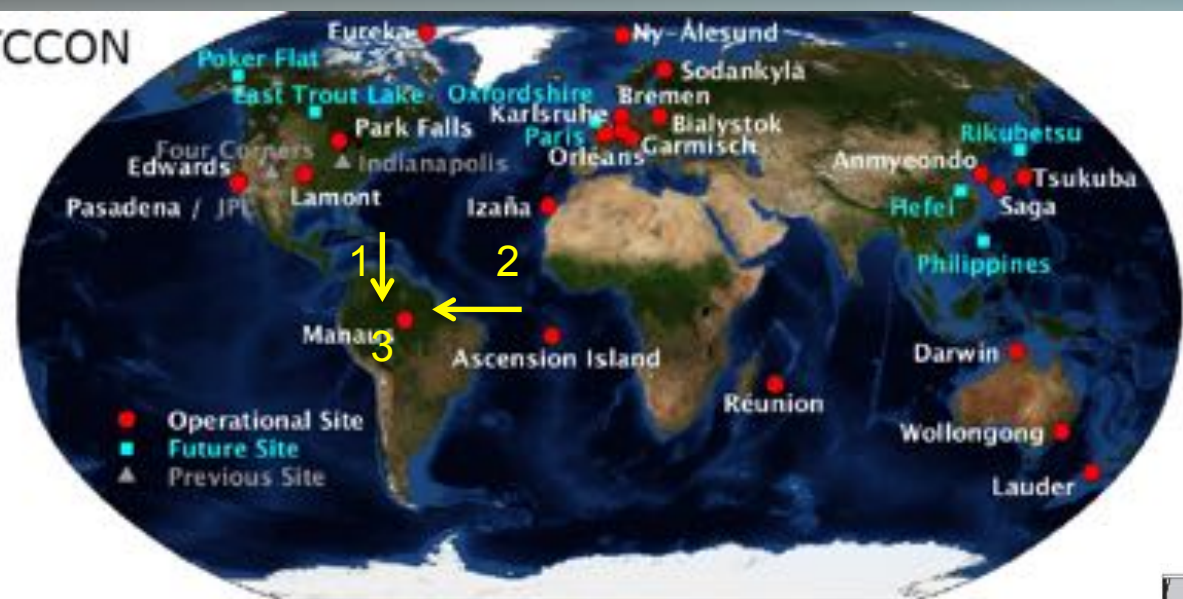 CCON
Eureka
Ny-Ålesund
Poker Flat
Sodankylä
East Trout Lake
Oxfordshire
Bremen
Karlsruhe
Park Falls
Paris
Bialystok
Rikubetsu
Four Corners
Orléans
Garmisch
Edwards
Indianapolis
Anmyeondo
Tsukuba
Pasadena / JPL
Lamont
Izaña
Hefei
Saga
1
2
Philippines
Manaus
3
Ascension Island
Darwin
Réunion
Operational Site
Wollongong
Future Site
Previous Site
Lauder